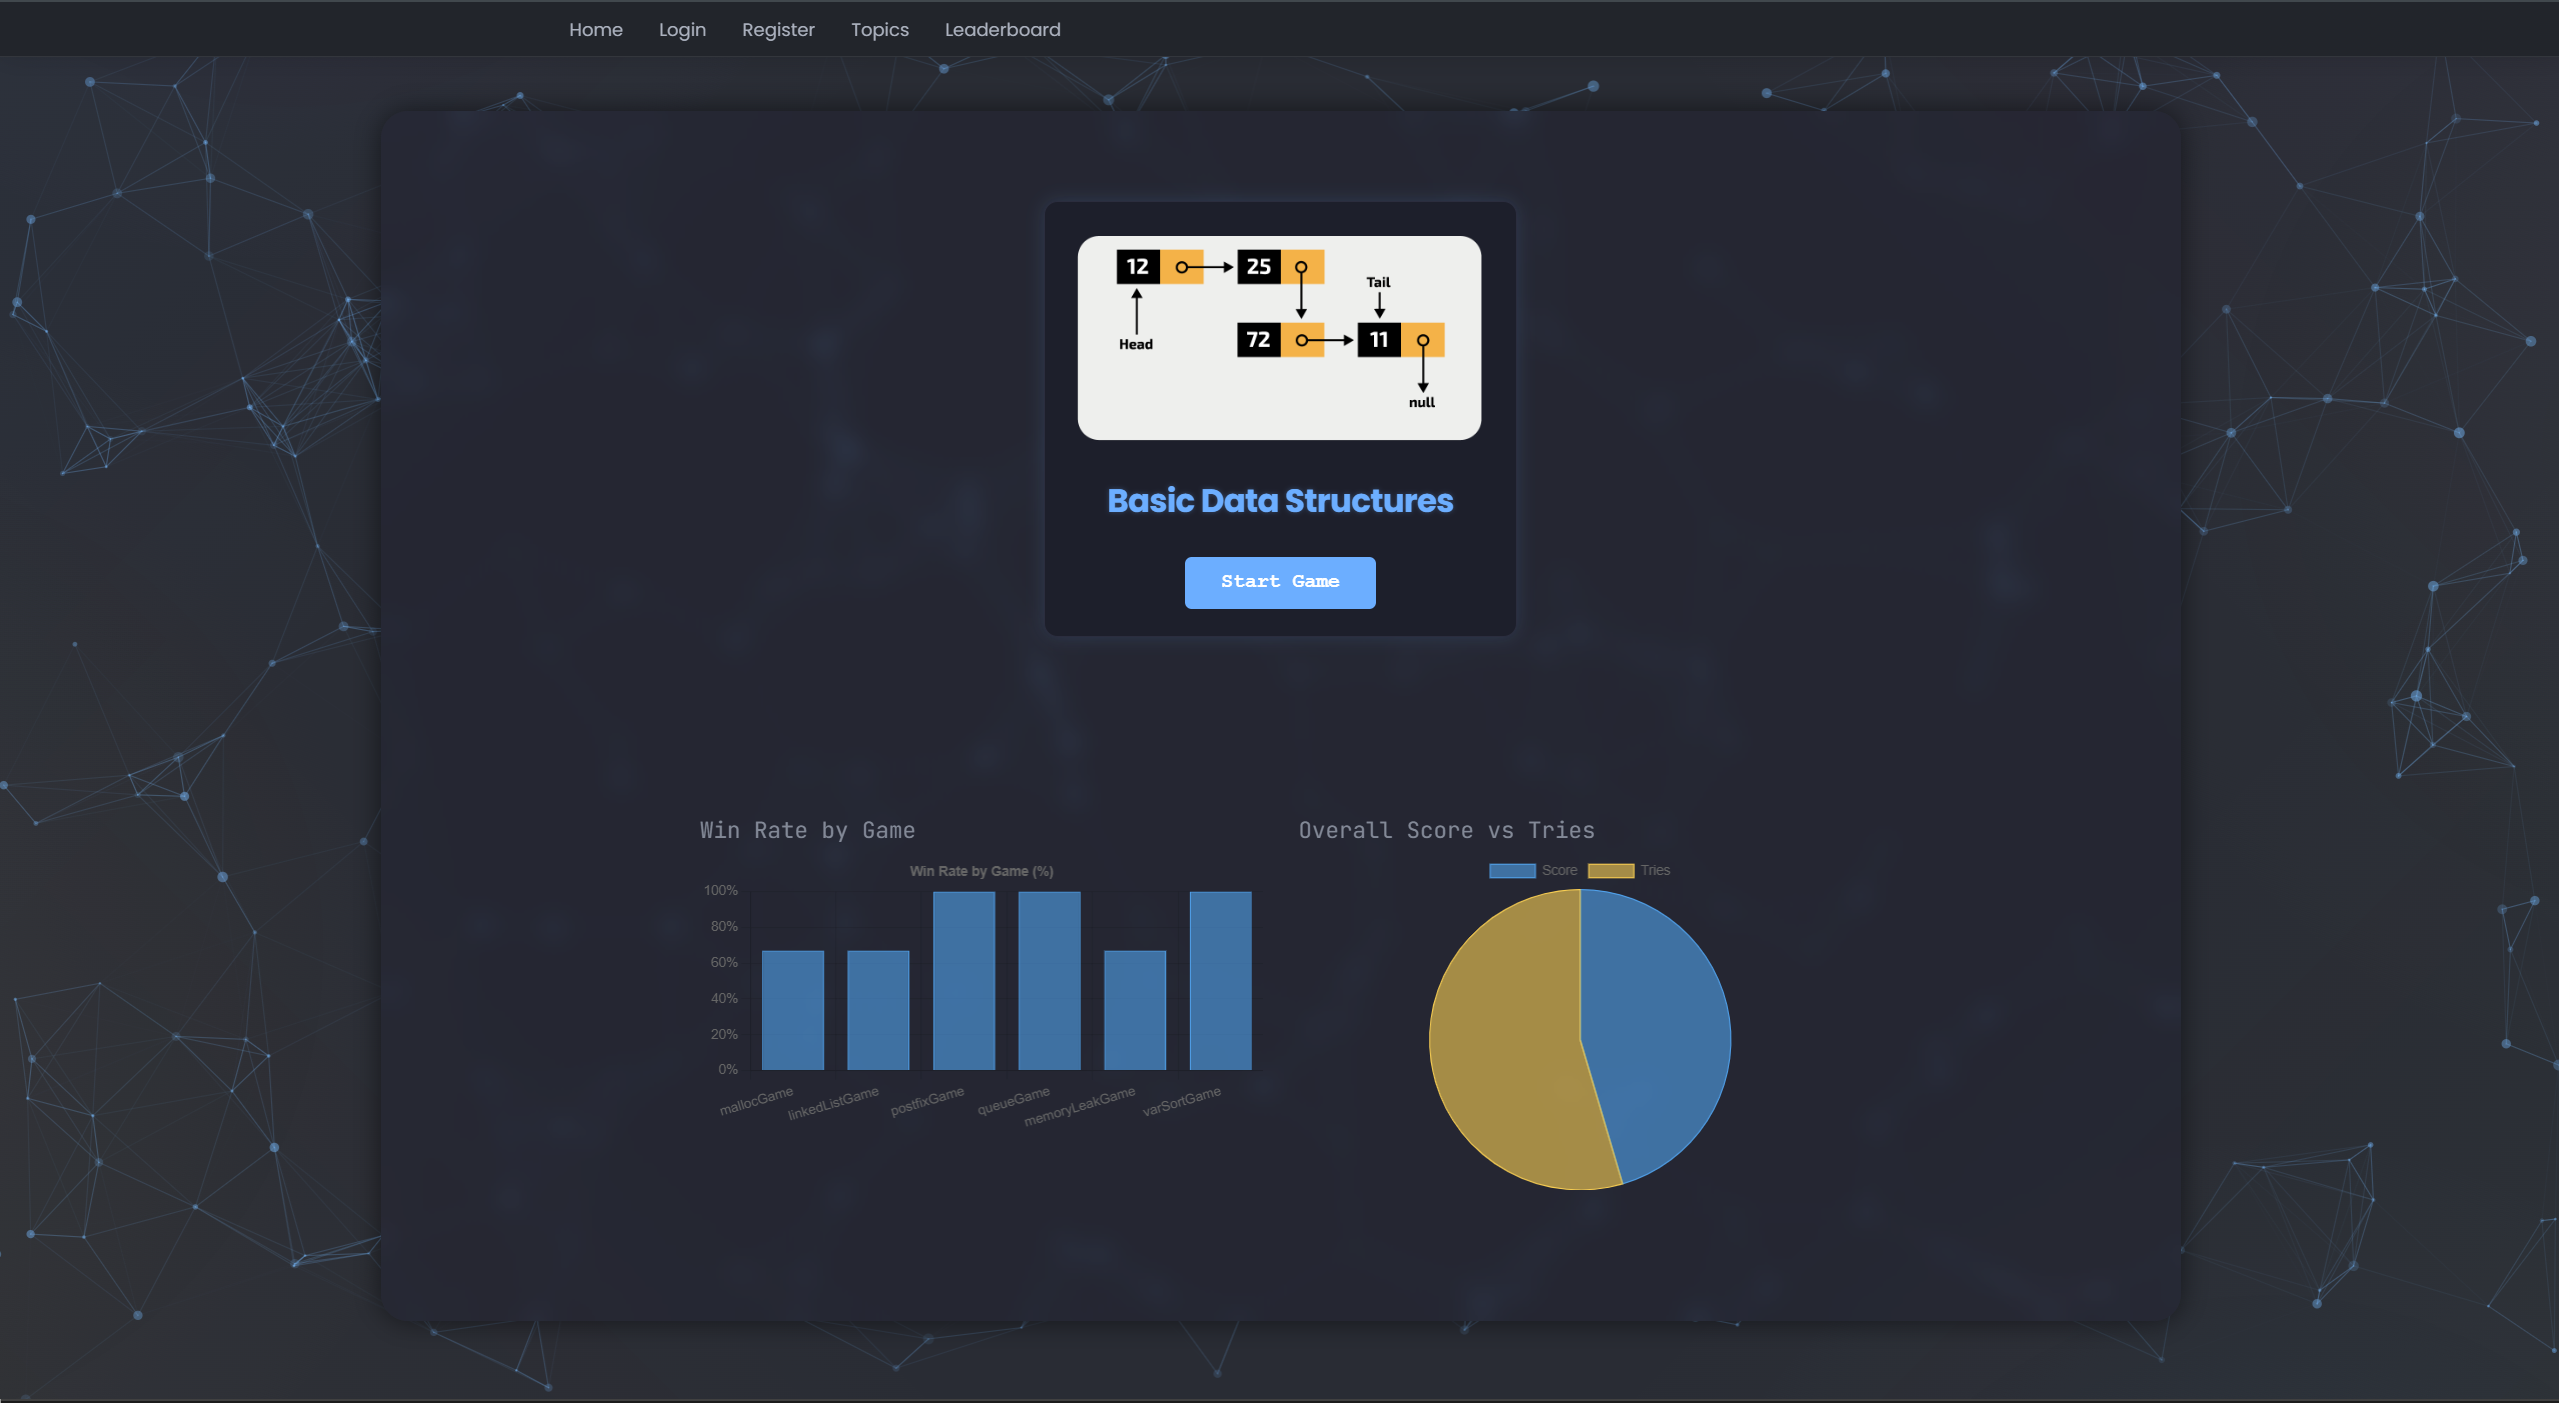 Home Login Register Topics Leaderboard
12 25
Tail
Head
72 11
null
Basic Data Structures
Start Game
Win Rate by Game
Win Rate by Game (%)
100%
80%
60%
40%
20%
0%
mallocGame linkedListGame postfixGame queueGame memoryLeakGame varSortGame
Overall Score vs Tries
Score Tries